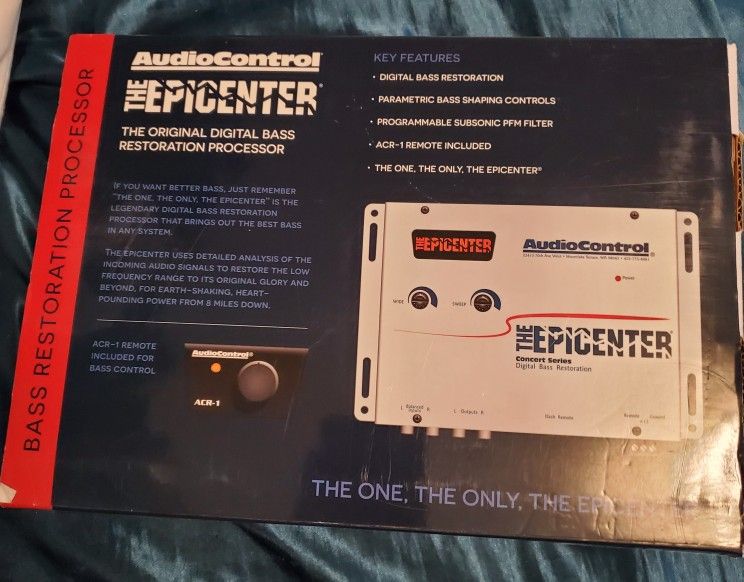 BASS RESTORATION PROCESSOR
AudioControl®
THE EPICENTER®
THE ORIGINAL DIGITAL BASS
RESTORATION PROCESSOR
IF YOU WANT BETTER BASS, JUST REMEMBER
"THE ONE, THE ONLY, THE EPICENTER" IS THE
LEGENDARY DIGITAL BASS RESTORATION
PROCESSOR THAT BRINGS OUT THE BEST BASS
IN ANY SYSTEM.
THE EPICENTER USES DETAILED ANALYSIS OF THE
INCOMING AUDIO SIGNALS TO RESTORE THE LOW
FREQUENCY RANGE TO ITS ORIGINAL GLORY AND
BEYOND, FOR EARTH-SHAKING, HEART-
POUNDING POWER FROM 8 MILES DOWN.
ACR-1 REMOTE
INCLUDED FOR
BASS CONTROL
AudioControl®
ACR-1
KEY FEATURES
• DIGITAL BASS RESTORATION
• PARAMETRIC BASS SHAPING CONTROLS
• PROGRAMMABLE SUBSONIC PFM FILTER
• ACR-1 REMOTE INCLUDED
• THE ONE, THE ONLY, THE EPICENTER®
THE EPICENTER
AudioControl®
Power
WIDE
SWEEP
THE EPICENTER®
Concert Series
Digital Bass Restoration
L Balanced Inputs R
L Outputs R
Dash Remote
THE ONE, THE ONLY, THE EPICENTER